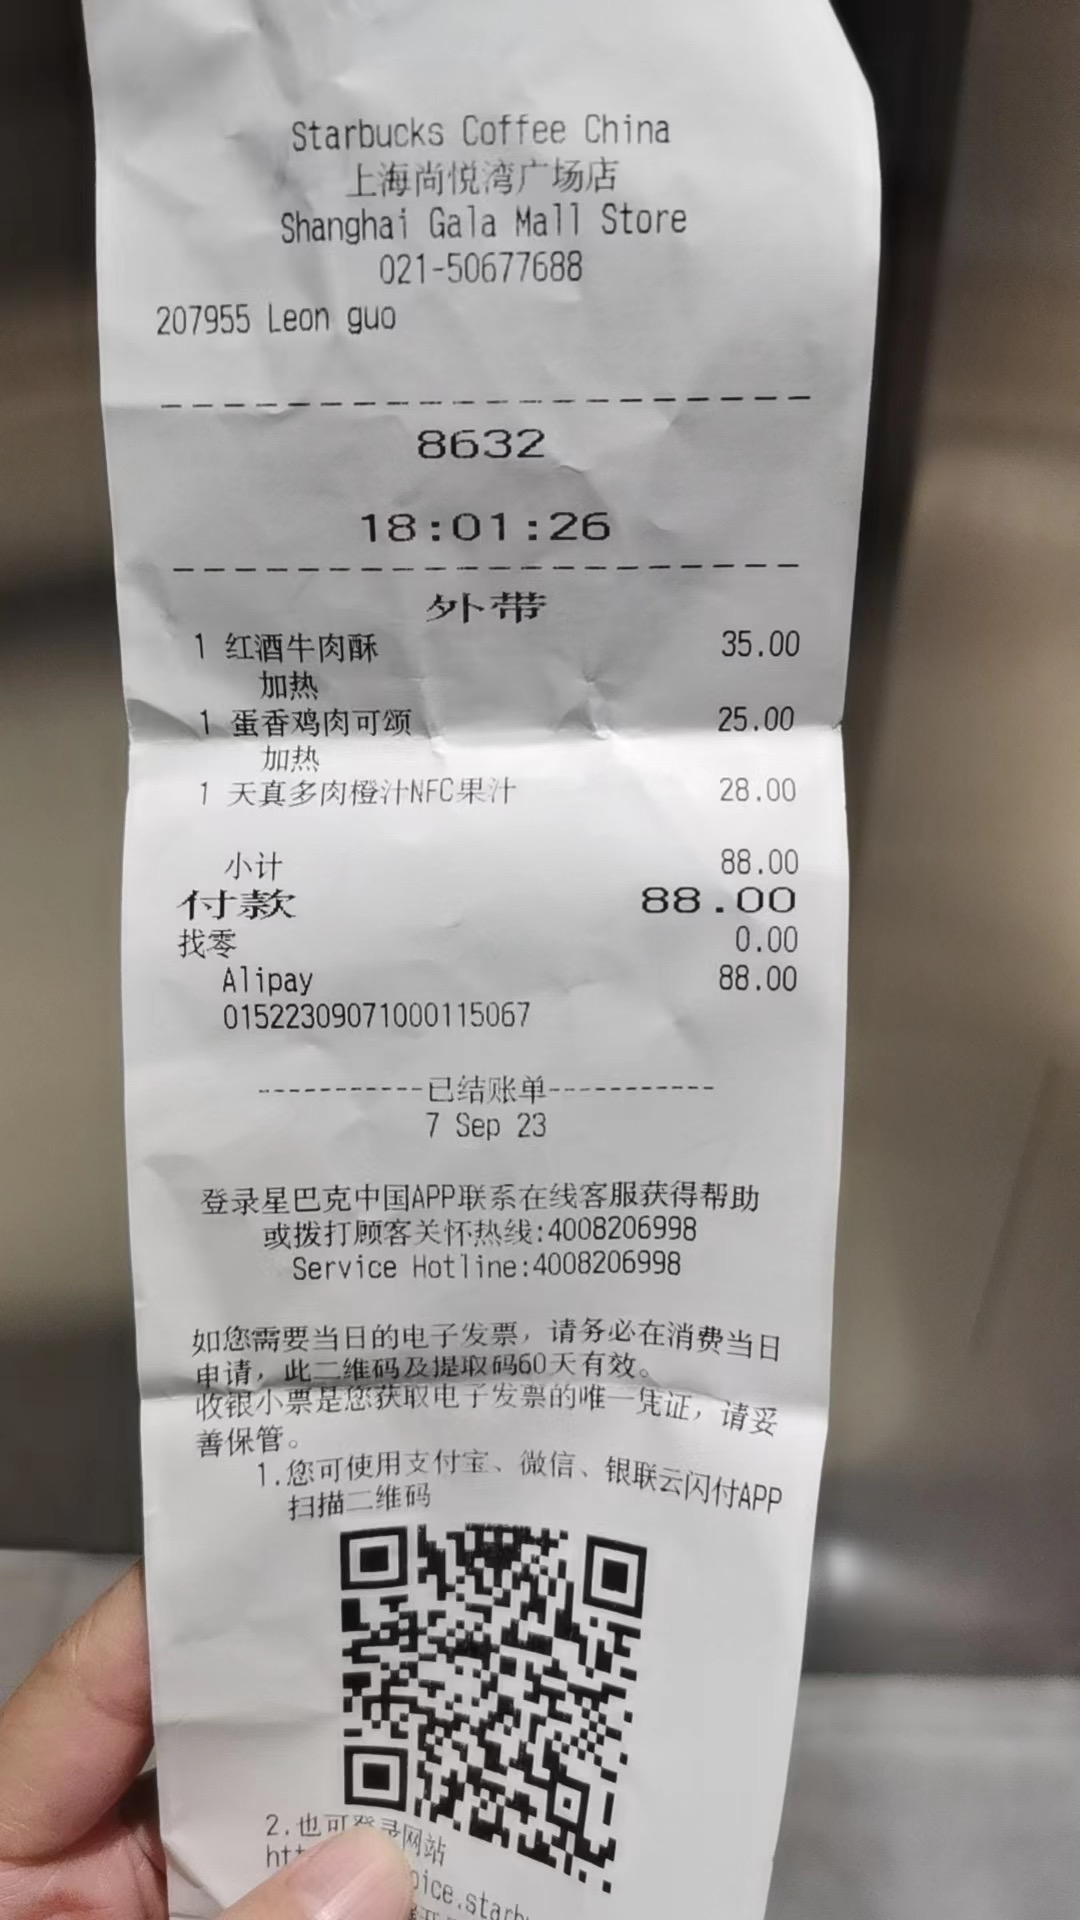 Starbucks Coffee China
上海尚悦湾广场店
Shanghai Gala Mall Store
021-50677688
207955 Leon guo
8632
18:01:26
外带
1 红酒牛肉酥 35.00
加热
1 蛋香鸡肉可颂 25.00
加热
1 天真多肉橙汁NFC果汁 28.00
小计 88.00
付款 88.00
找零 0.00
Alipay 88.00
01522309071000115067
-----------已结账单-----------
7 Sep 23
登录星巴克中国APP联系在线客服获得帮助
或拨打顾客关怀热线:4008206998
Service Hotline:4008206998
如您需要当日的电子发票，请务必在消费当日
申请，此二维码及提取码60天有效。
收银小票是您获取电子发票的唯一凭证，请妥
善保管。
1.您可使用支付宝、微信、银联云闪付APP
扫描二维码
2.也可登录网站